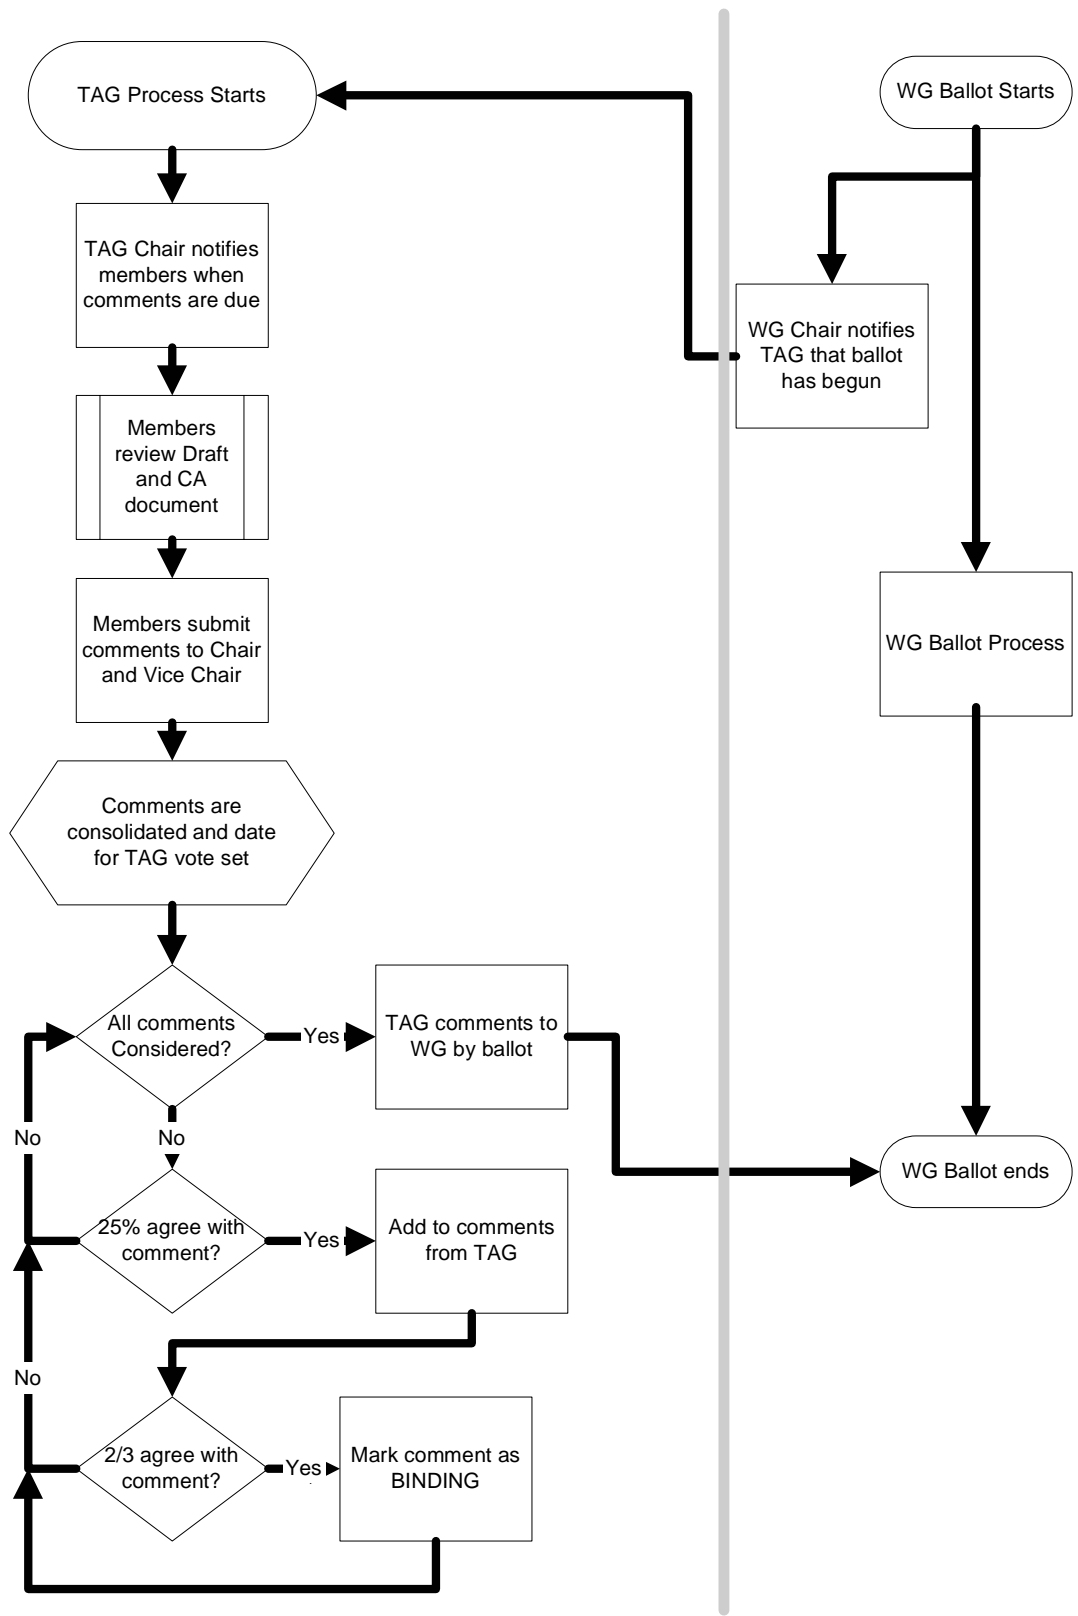 TAG Process Starts
WG Ballot Starts
TAG Chair notifies
members when
comments are due
WG Chair notifies
TAG that ballot
has begun
Members
review Draft
and CA
document
Members submit
comments to Chair
and Vice Chair
WG Ballot Process
Comments are
consolidated and date
for TAG vote set
All comments
Considered?
Yes
TAG comments to
WG by ballot
No
No
WG Ballot ends
25% agree with
comment?
Yes
Add to comments
from TAG
No
2/3 agree with
comment?
Yes
Mark comment as
BINDING